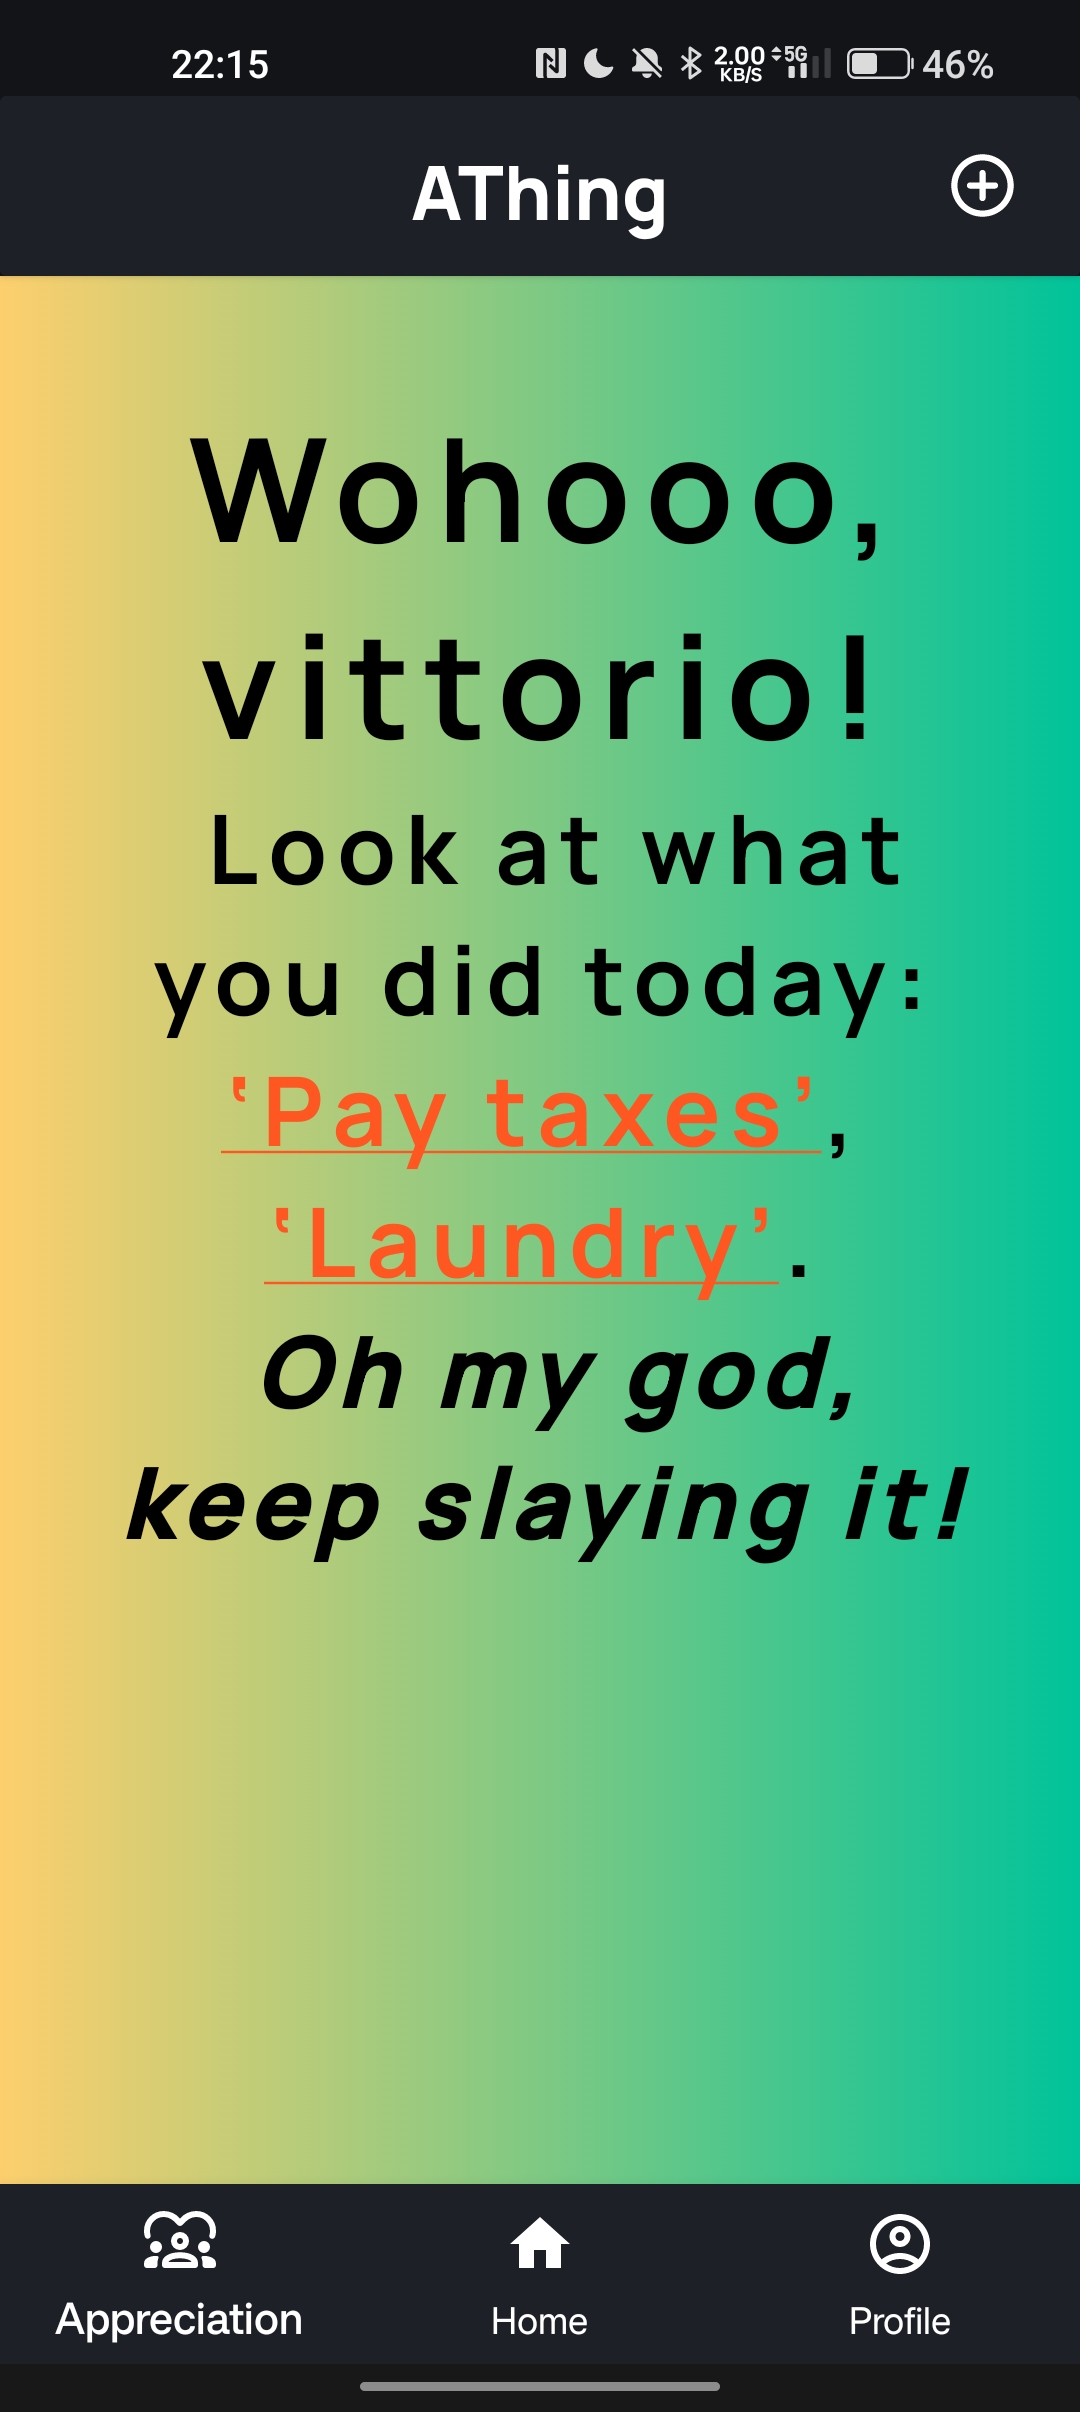 22:15 2.00 KB/S 5G 46%
AThing
Wohooo,
vittorio!
Look at what
you did today:
‘Pay taxes’,
‘Laundry’.
Oh my god,
keep slaying it!
Appreciation Home Profile